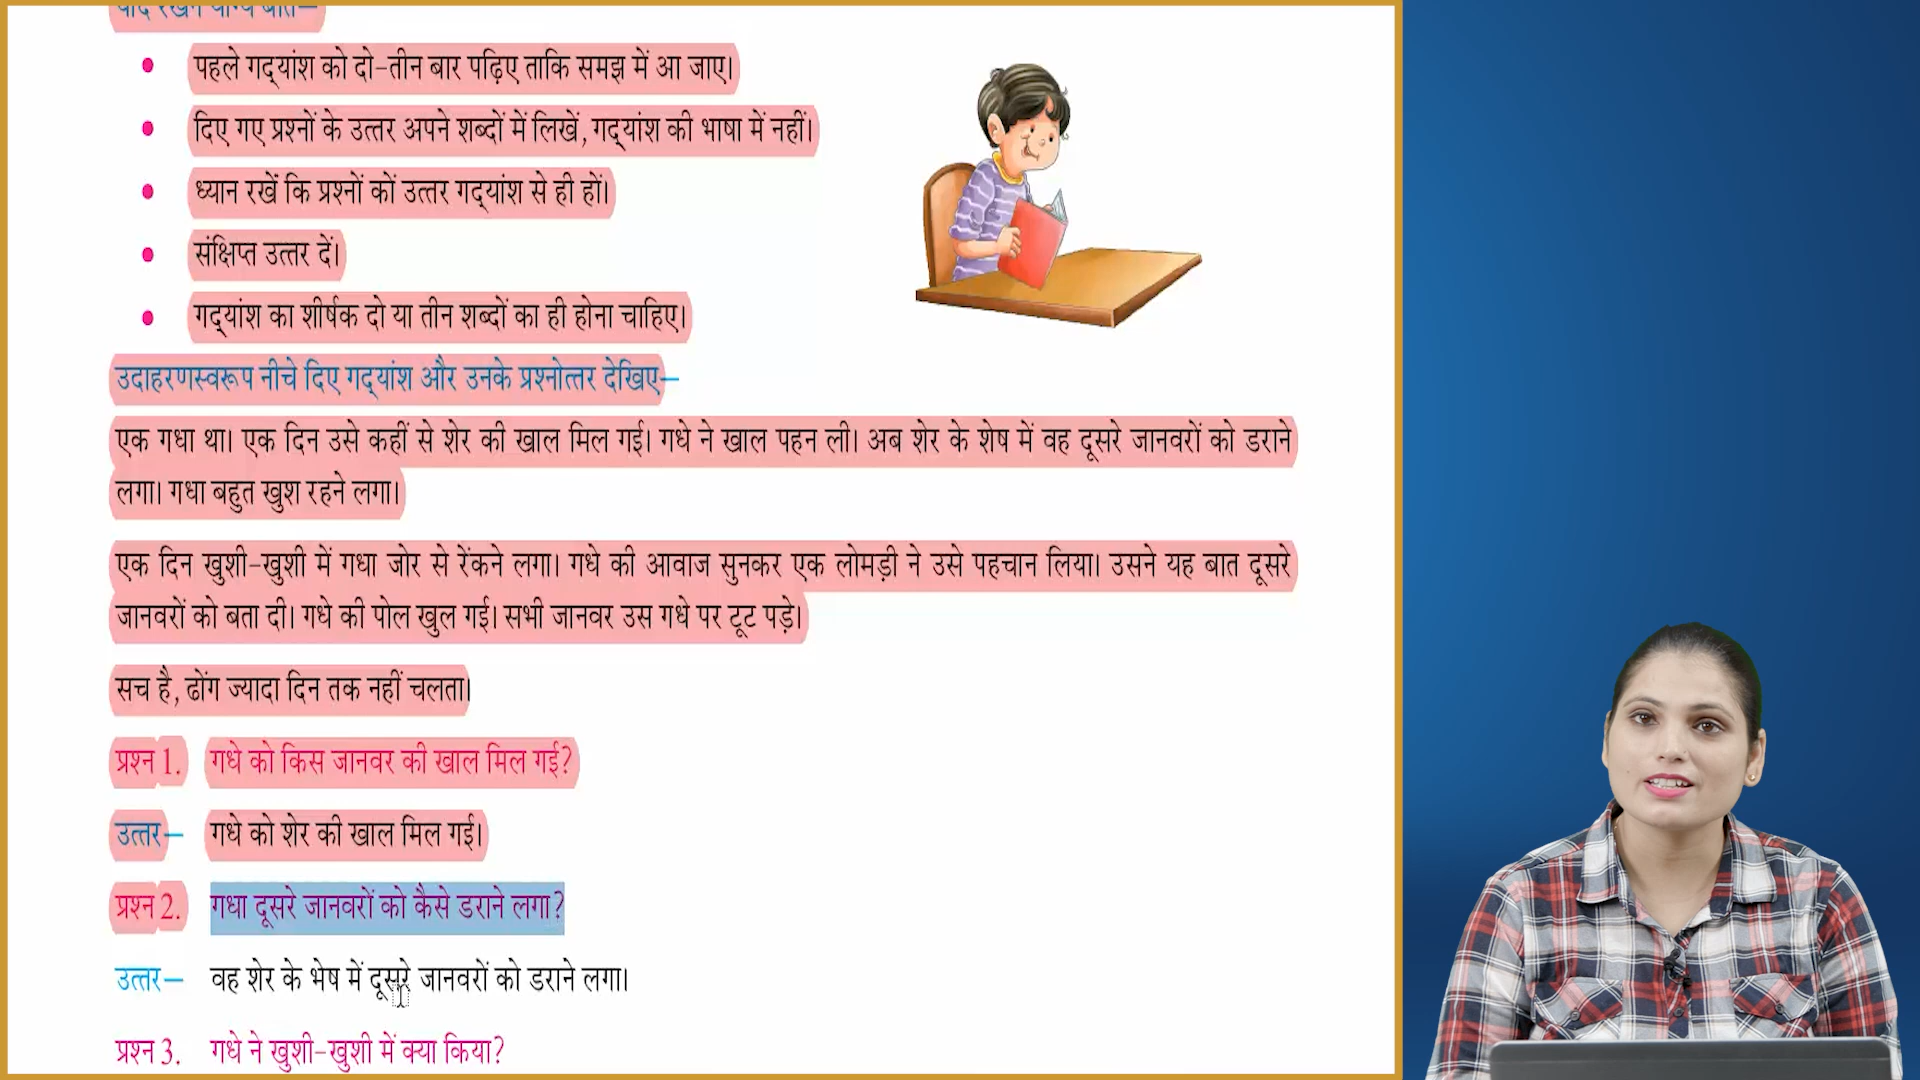 याद रखने योग्य बातें—
• पहले गद्‌यांश को दो-तीन बार पढ़िए ताकि समझ में आ जाए।
• दिए गए प्रश्नों के उत्तर अपने शब्दों में लिखें, गद्‌यांश की भाषा में नहीं।
• ध्यान रखें कि प्रश्नों कों उत्तर गद्‌यांश से ही हों।
• संक्षिप्त उत्तर दें।
• गद्‌यांश का शीर्षक दो या तीन शब्दों का ही होना चाहिए।
उदाहरणस्वरूप नीचे दिए गद्‌यांश और उनके प्रश्नोत्तर देखिए—
एक गधा था। एक दिन उसे कहीं से शेर की खाल मिल गई। गधे ने खाल पहन ली। अब शेर के शेष में वह दूसरे जानवरों को डराने
लगा। गधा बहुत खुश रहने लगा।
एक दिन खुशी-खुशी में गधा जोर से रेंकने लगा। गधे की आवाज सुनकर एक लोमड़ी ने उसे पहचान लिया। उसने यह बात दूसरे
जानवरों को बता दी। गधे की पोल खुल गई। सभी जानवर उस गधे पर टूट पड़े।
सच है, ढोंग ज्यादा दिन तक नहीं चलता।
प्रश्न 1. गधे को किस जानवर की खाल मिल गई?
उत्तर— गधे को शेर की खाल मिल गई।
प्रश्न 2. गधा दूसरे जानवरों को कैसे डराने लगा?
उत्तर— वह शेर के भेष में दूसरे जानवरों को डराने लगा।
प्रश्न 3. गधे ने खुशी-खुशी में क्या किया?